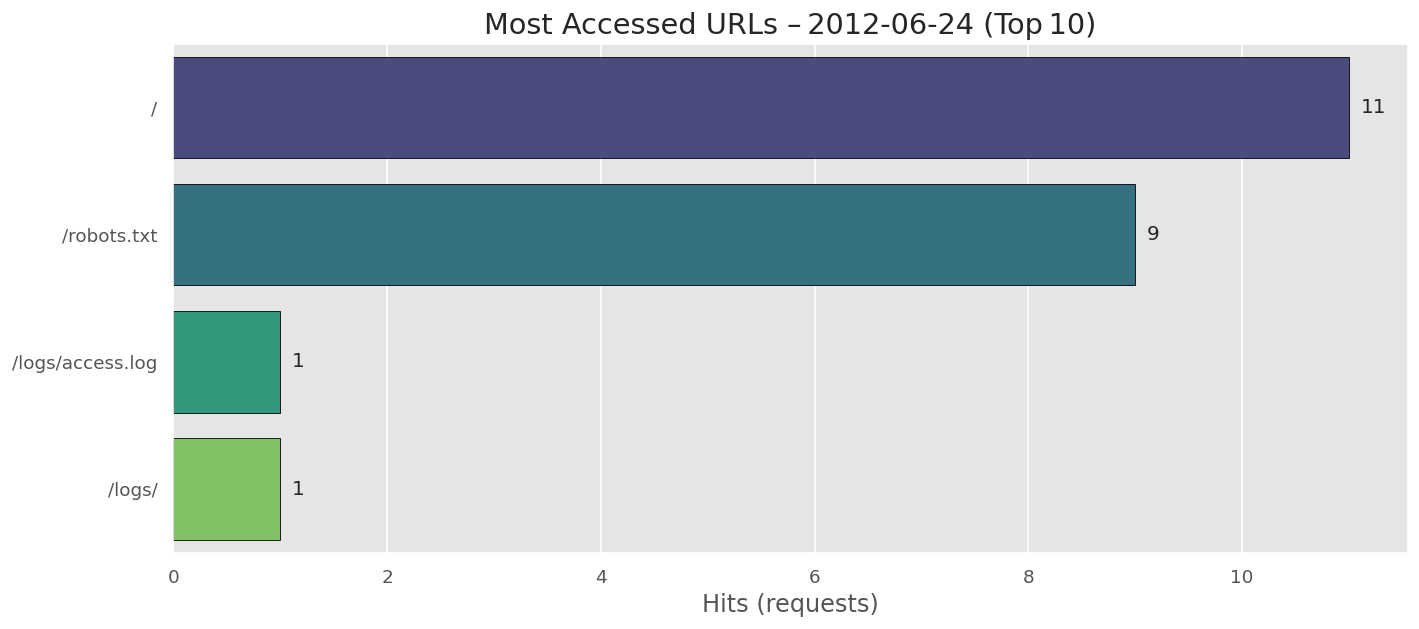 Most Accessed URLs – 2012-06-24 (Top 10)
/
11
/robots.txt
9
/logs/access.log
1
/logs/
1
0
2
4
6
8
10
Hits (requests)